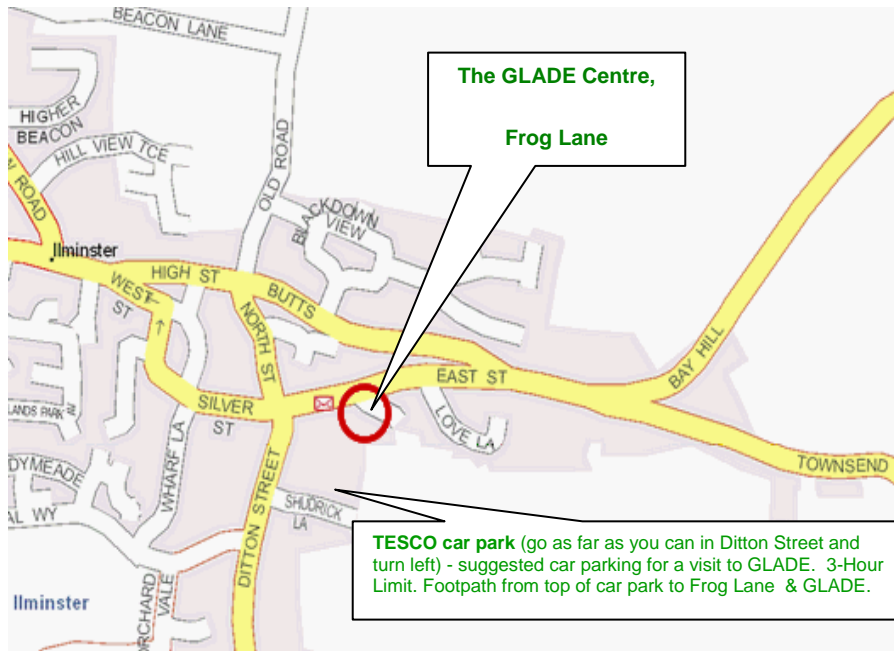 BEACON LANE
The GLADE Centre,
Frog Lane
HIGHER
BEACON
HILL VIEW TCE
N ROAD
OLD ROAD
BLACKDOWN
VIEW
Ilminster
HIGH ST
WEST
ST
BUTTS
NORTH ST
BAY HILL
EAST ST
SILVER
ST
LANDS PARK
LOVE LA
WHARF LA
DYMEADE
TOWNSEND
DITTON STREET
SHUDRICK
LA
AL WY
TESCO car park (go as far as you can in Ditton Street and
turn left) - suggested car parking for a visit to GLADE. 3-Hour
Limit. Footpath from top of car park to Frog Lane & GLADE.
Ilminster
ORCHARD
VALE